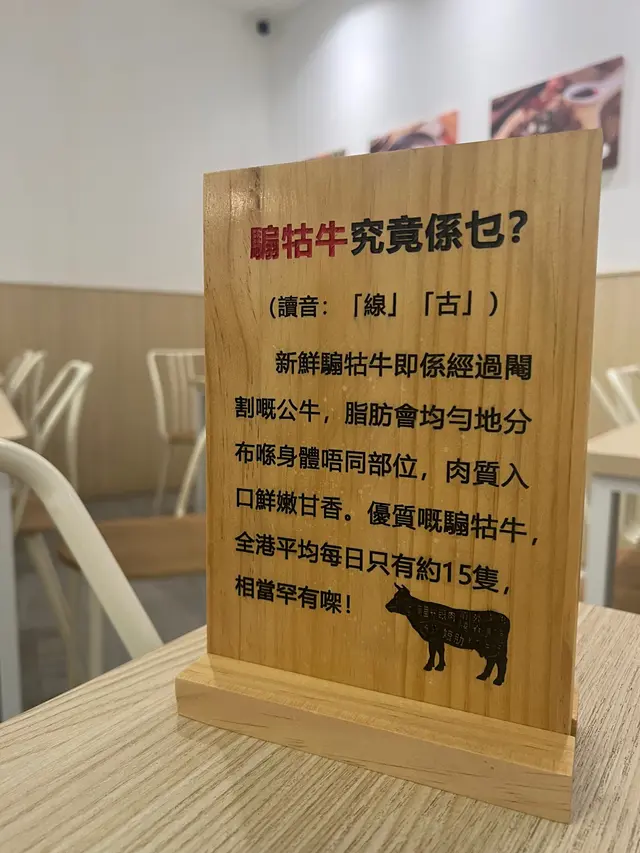 騸牯牛究竟係乜?
(讀音:「線」「古」)
新鮮騸牯牛即係經過閹
割嘅公牛,脂肪會均勻地分
布喺身體唔同部位,肉質入
口鮮嫩甘香。優質嘅騸牯牛,
全港平均每日只有約15隻,
相當罕有㗎!